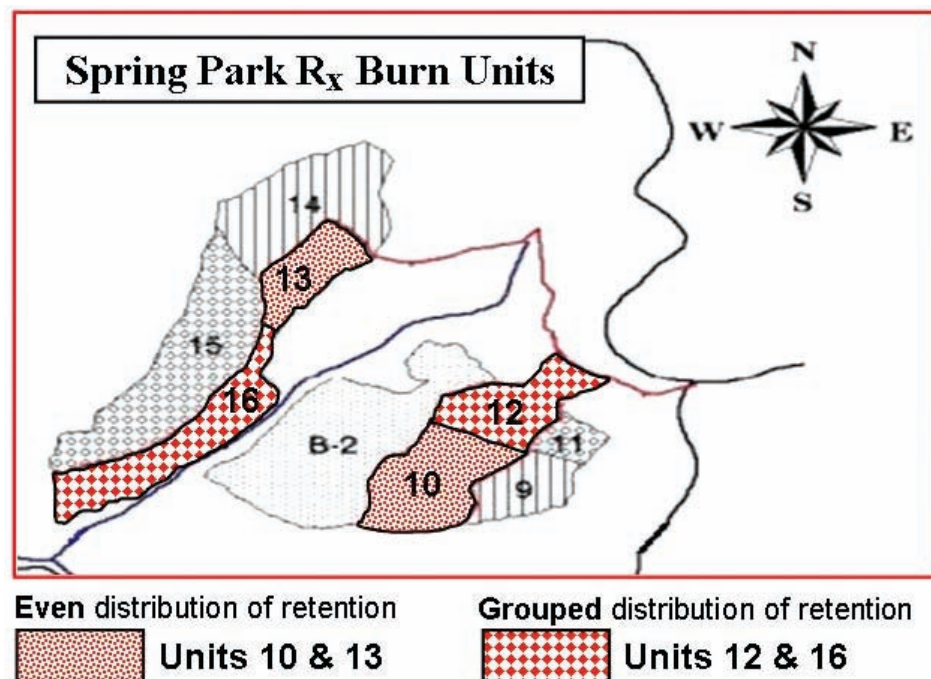 Spring Park Rx Burn Units
N
W E
S
14
13
15
16
12
11
B-2
10
9
Even distribution of retention
Units 10 & 13
Grouped distribution of retention
Units 12 & 16